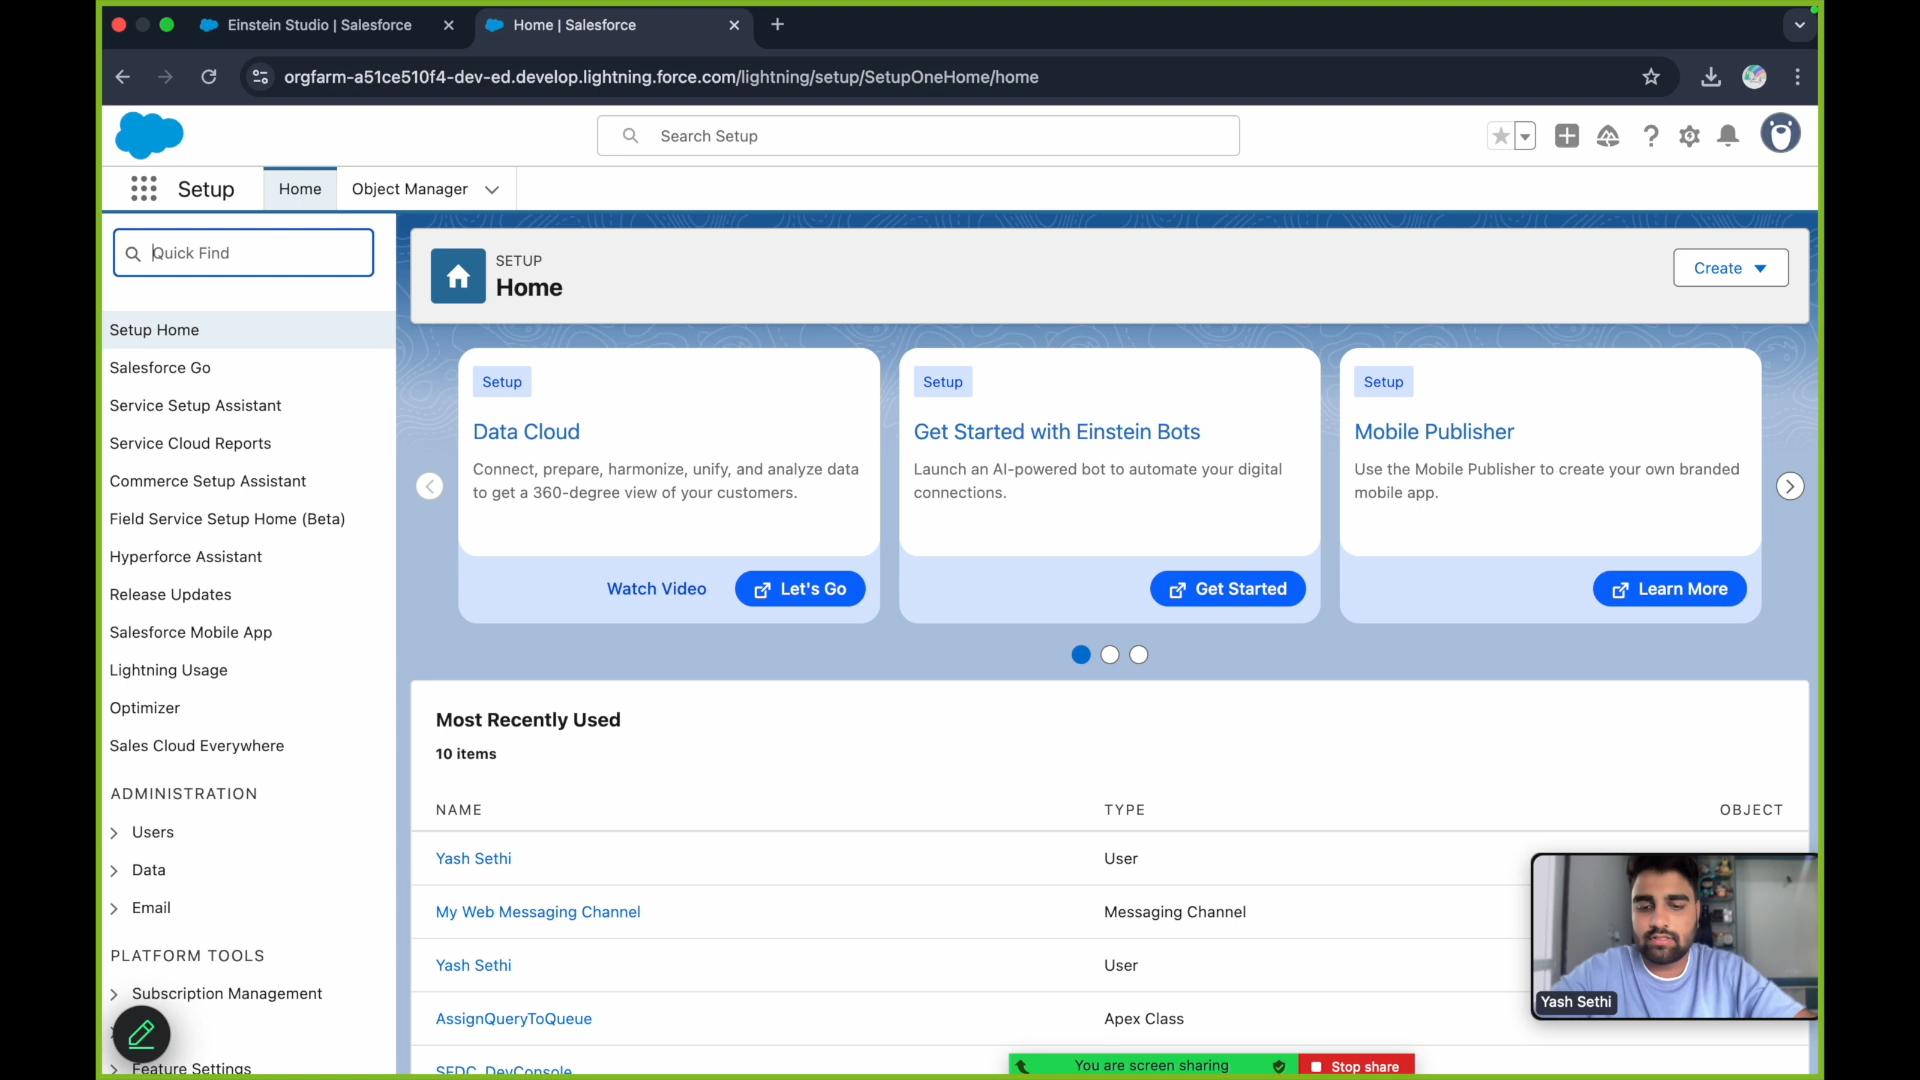 Einstein Studio | Salesforce
Home | Salesforce
orgfarm-a51ce510f4-dev-ed.develop.lightning.force.com/lightning/setup/SetupOneHome/home
Search Setup
Setup
Home
Object Manager
Quick Find
SETUP
Home
Create
Setup Home
Salesforce Go
Service Setup Assistant
Service Cloud Reports
Commerce Setup Assistant
Field Service Setup Home (Beta)
Hyperforce Assistant
Release Updates
Salesforce Mobile App
Lightning Usage
Optimizer
Sales Cloud Everywhere
ADMINISTRATION
Users
Data
Email
PLATFORM TOOLS
Subscription Management
Feature Settings
Setup
Data Cloud
Connect, prepare, harmonize, unify, and analyze data
to get a 360-degree view of your customers.
Watch Video
Let's Go
Setup
Get Started with Einstein Bots
Launch an AI-powered bot to automate your digital
connections.
Get Started
Setup
Mobile Publisher
Use the Mobile Publisher to create your own branded
mobile app.
Learn More
Most Recently Used
10 items
NAME
TYPE
OBJECT
Yash Sethi
User
My Web Messaging Channel
Messaging Channel
Yash Sethi
User
AssignQueryToQueue
Apex Class
SFDC_DevConsole
Yash Sethi
You are screen sharing
Stop share